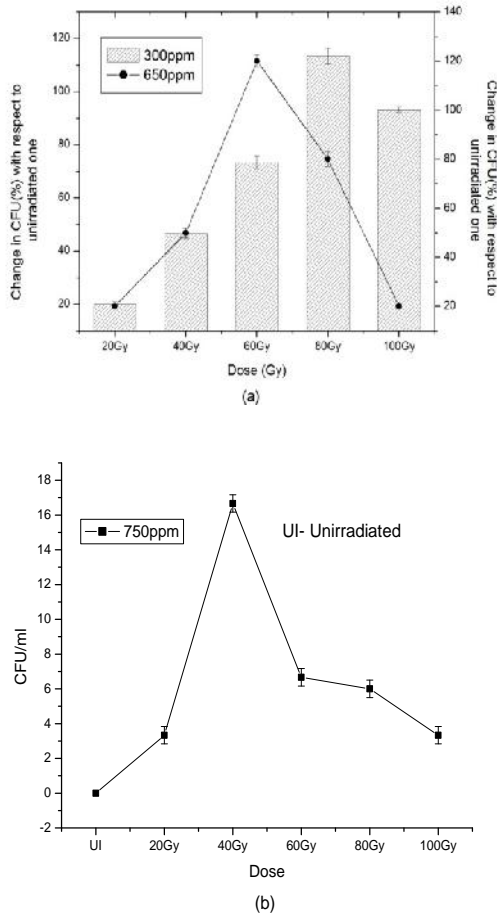 300ppm
650ppm
Change in CFU(%) with respect to
unirradiated one
120
100
80
60
40
20
Change in CFU(%) with respect to
unirradiated one
140
120
100
80
60
40
20
20Gy 40Gy 60Gy 80Gy 100Gy
Dose (Gy)
(a)
750ppm
UI- Unirradiated
CFU/ml
18
16
14
12
10
8
6
4
2
0
-2
UI 20Gy 40Gy 60Gy 80Gy 100Gy
Dose
(b)